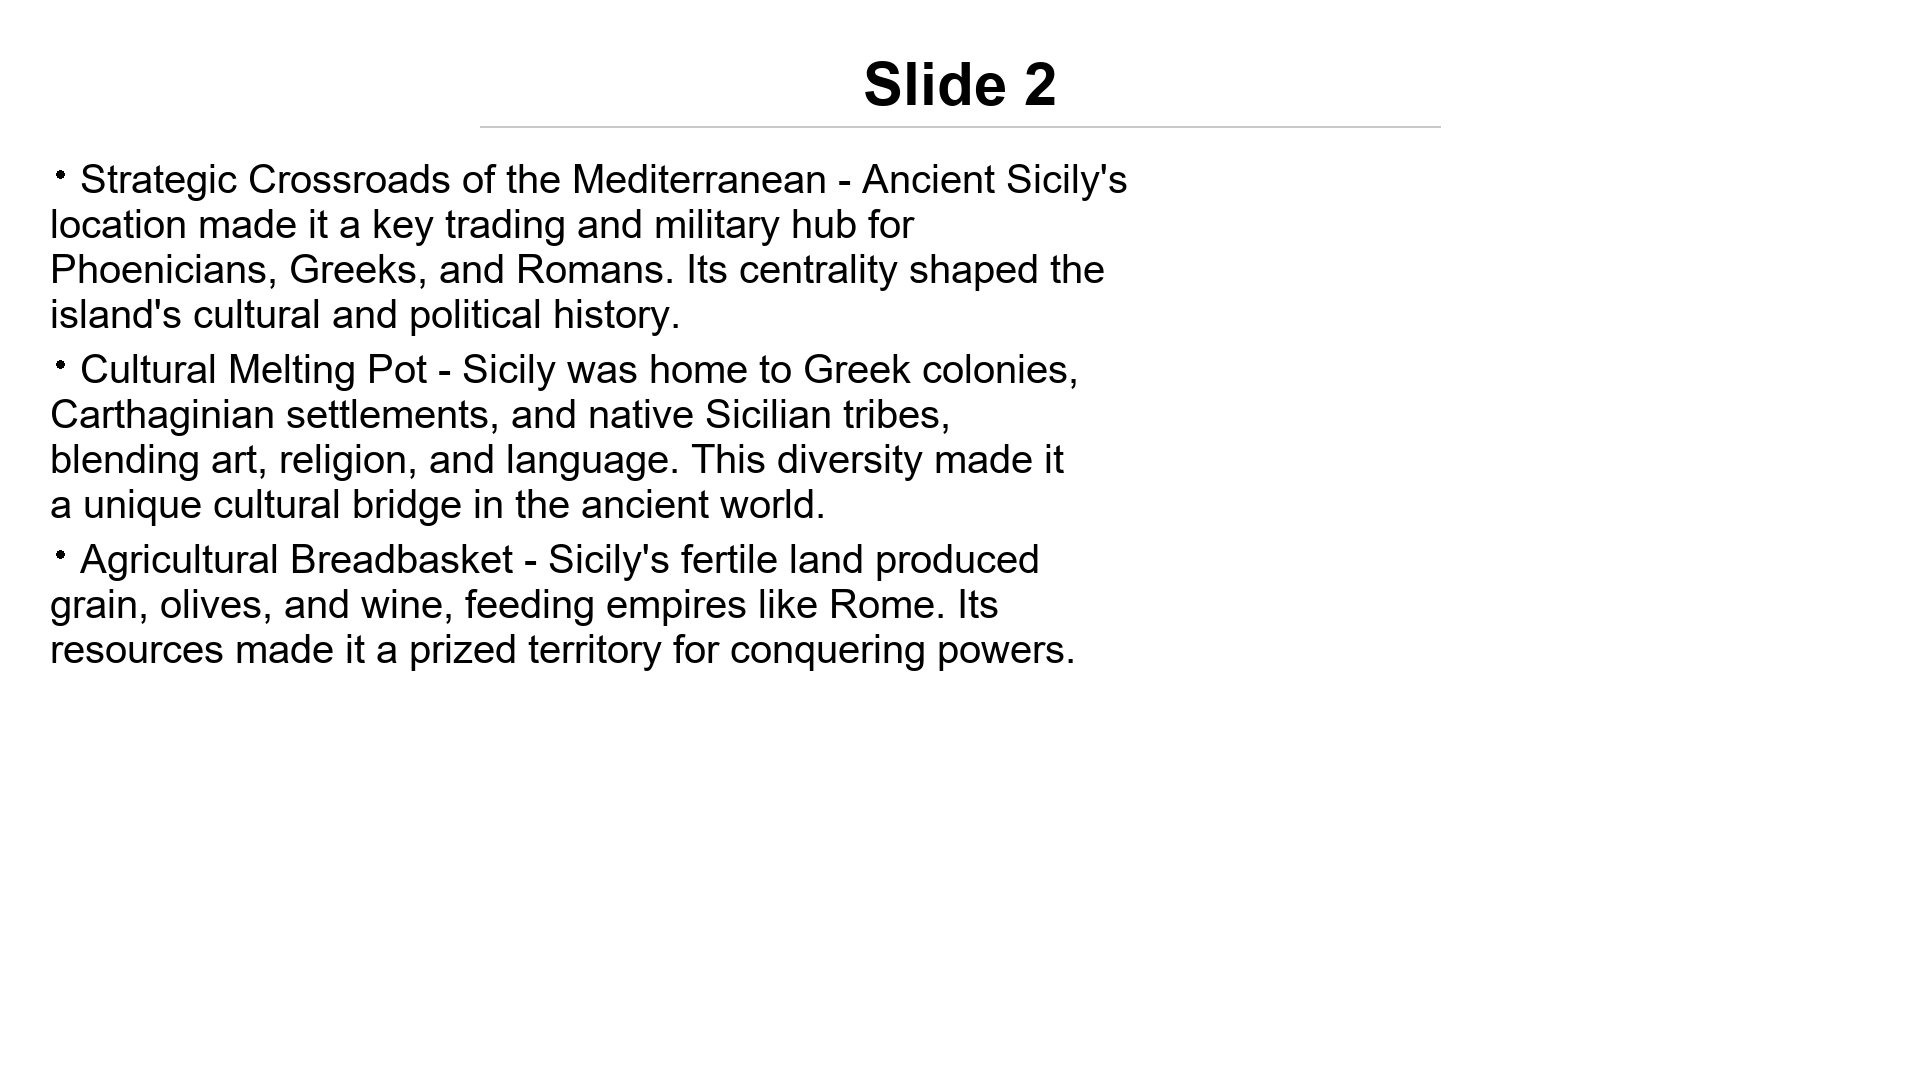 Slide 2
• Strategic Crossroads of the Mediterranean - Ancient Sicily's
location made it a key trading and military hub for
Phoenicians, Greeks, and Romans. Its centrality shaped the
island's cultural and political history.
• Cultural Melting Pot - Sicily was home to Greek colonies,
Carthaginian settlements, and native Sicilian tribes,
blending art, religion, and language. This diversity made it
a unique cultural bridge in the ancient world.
• Agricultural Breadbasket - Sicily's fertile land produced
grain, olives, and wine, feeding empires like Rome. Its
resources made it a prized territory for conquering powers.